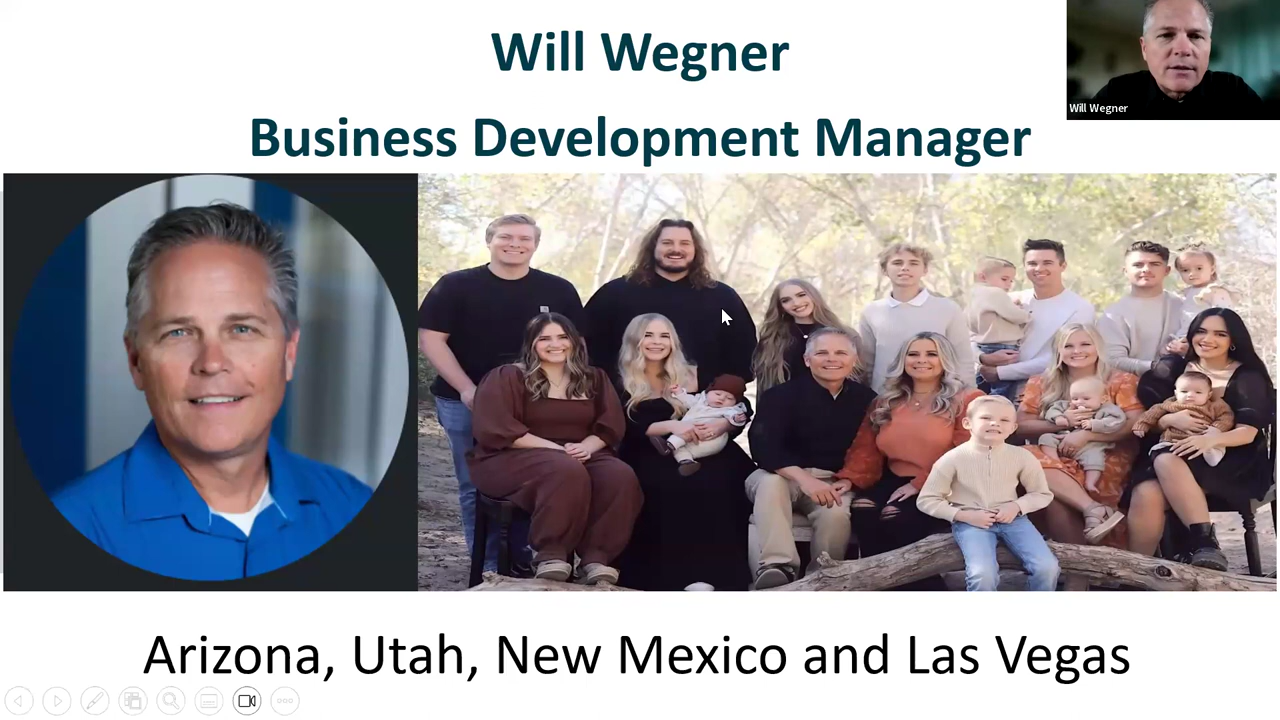 Will Wegner
Business Development Manager
Will Wegner
Arizona, Utah, New Mexico and Las Vegas